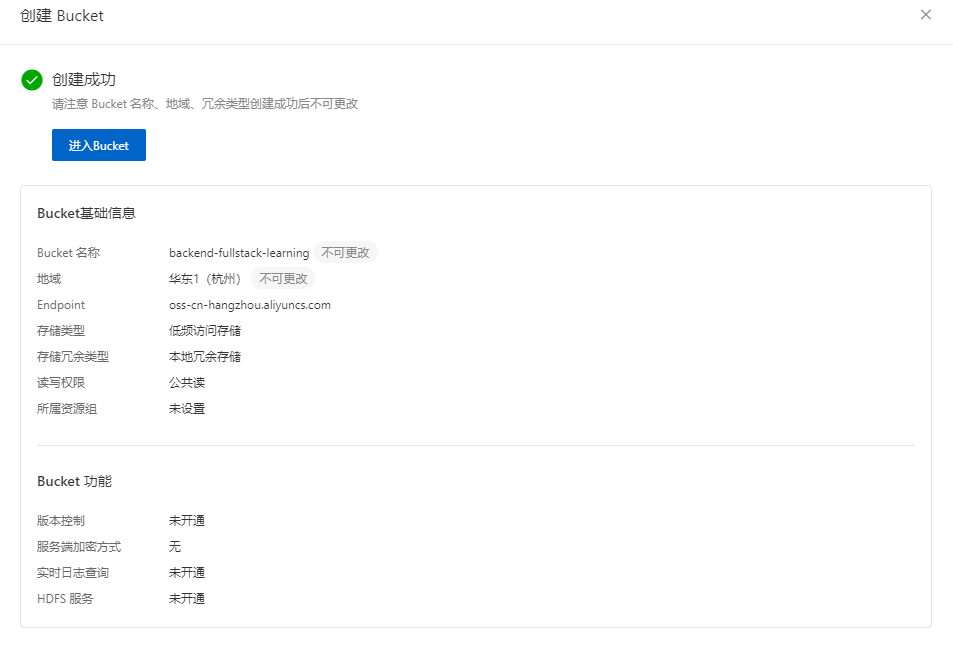 创建 Bucket
创建成功
请注意 Bucket 名称、地域、冗余类型创建成功后不可更改
进入Bucket
Bucket基础信息
Bucket 名称 backend-fullstack-learning 不可更改
地域 华东1（杭州） 不可更改
Endpoint oss-cn-hangzhou.aliyuncs.com
存储类型 低频访问存储
存储冗余类型 本地冗余存储
读写权限 公共读
所属资源组 未设置
Bucket 功能
版本控制 未开通
服务端加密方式 无
实时日志查询 未开通
HDFS 服务 未开通